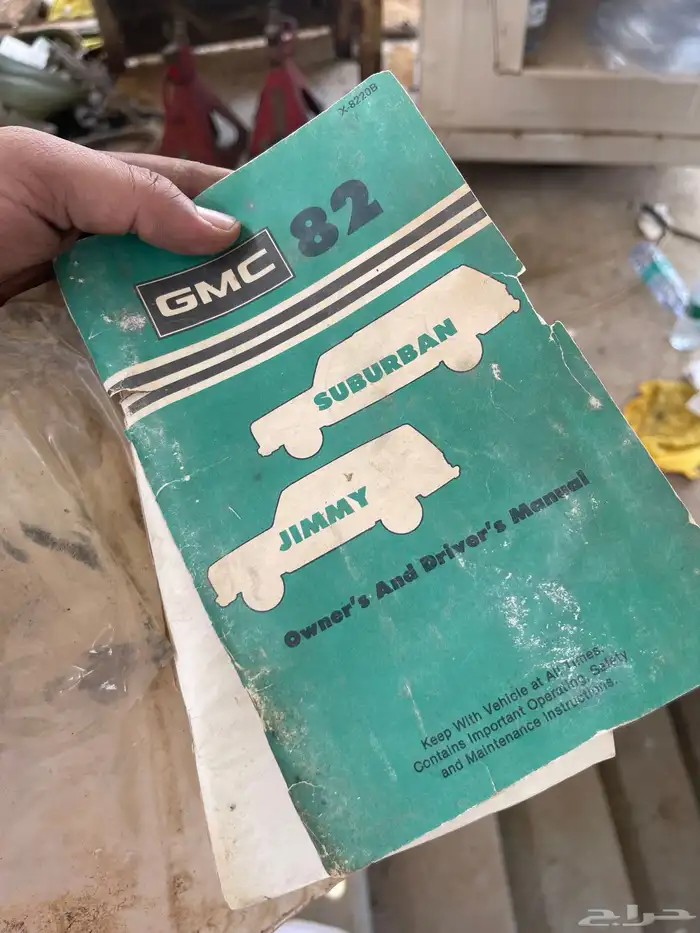 X-8220B
GMC 82
SUBURBAN
JIMMY
Owner's And Driver's Manual
Keep With Vehicle at All Times.
Contains Important Operating, Safety
and Maintenance Instructions.
حراج